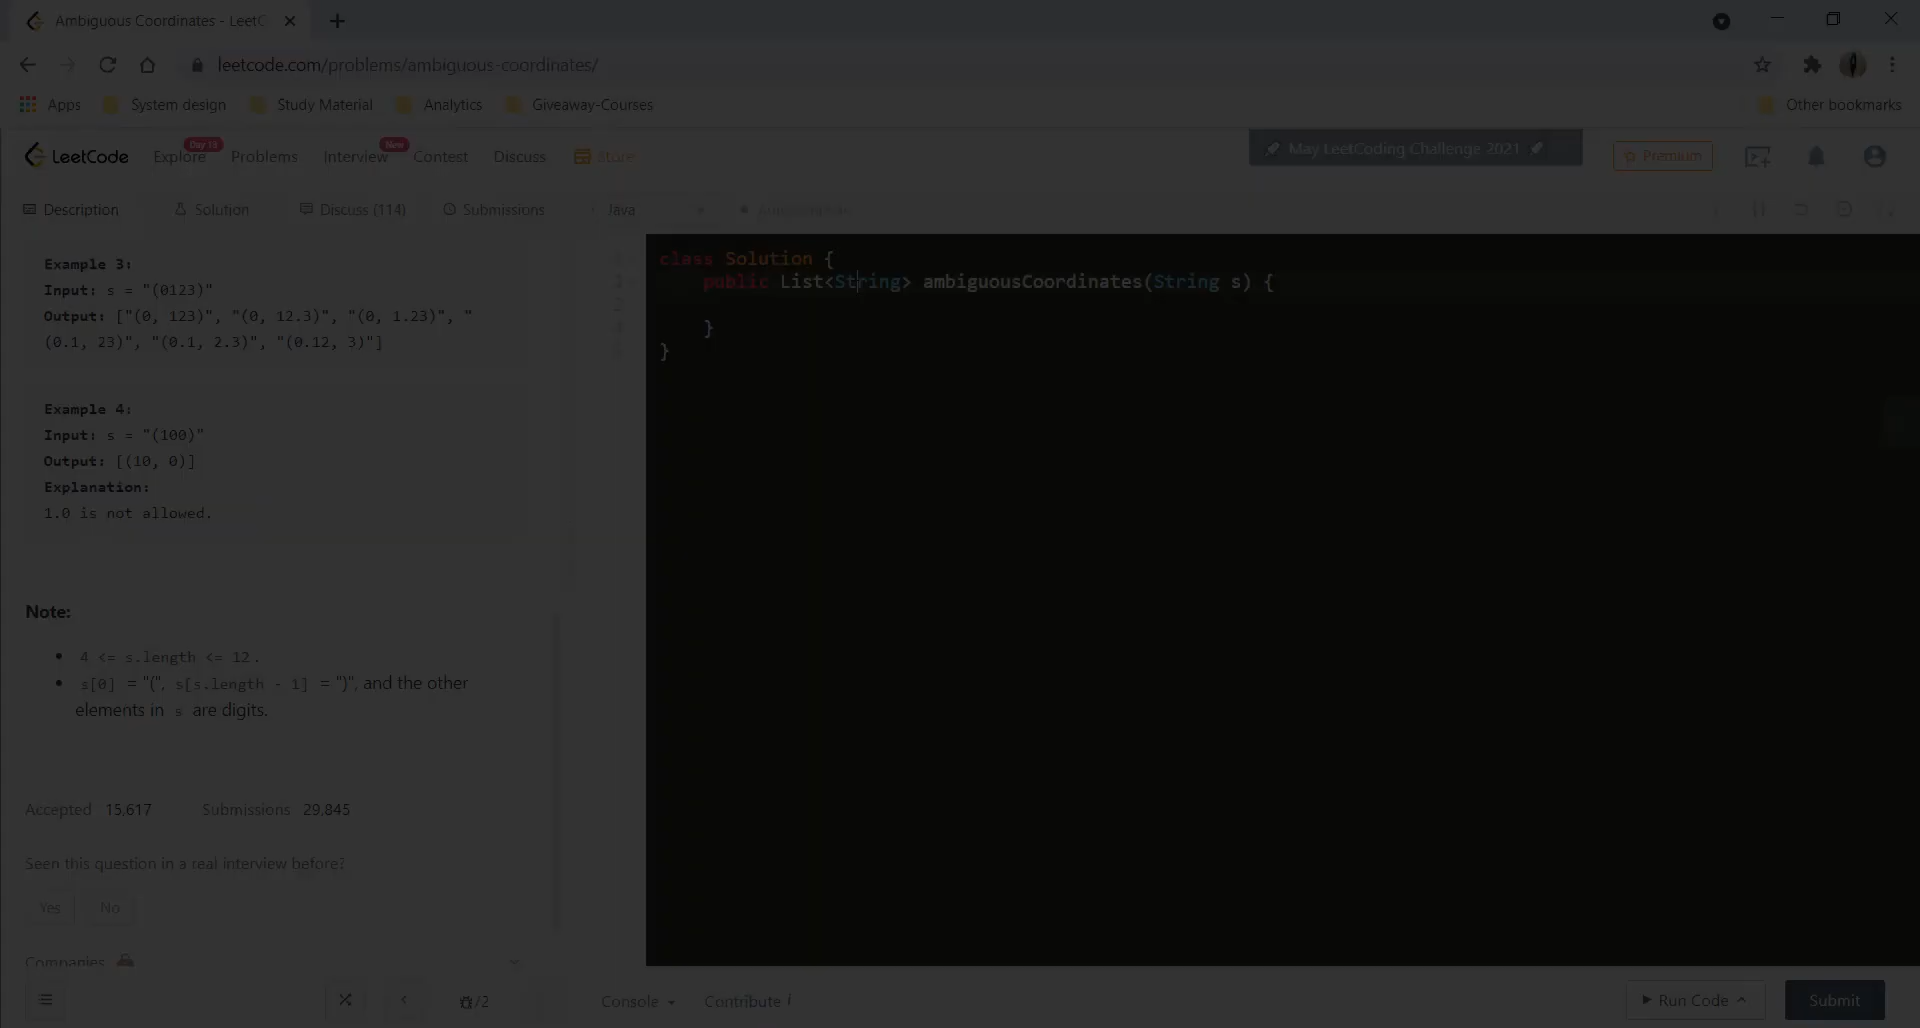 Ambiguous Coordinates - LeetC
leetcode.com/problems/ambiguous-coordinates/
Apps System design Study Material Analytics Giveaway-Courses Other bookmarks
LeetCode Explore Day 13 Problems Interview New Contest Discuss Store May LeetCoding Challenge 2021 Premium
Description Solution Discuss (114) Submissions Java
Example 3:
Input: s = "(0123)"
Output: ["(0, 123)", "(0, 12.3)", "(0, 1.23)", "
(0.1, 23)", "(0.1, 2.3)", "(0.12, 3)"]
Example 4:
Input: s = "(100)"
Output: [(10, 0)]
Explanation:
1.0 is not allowed.
Note:
4 <= s.length <= 12.
s[0] = "(", s[s.length - 1] = ")", and the other
elements in s are digits.
Accepted 15,617 Submissions 29,845
Seen this question in a real interview before?
Yes No
Companies
class Solution {
public List<String> ambiguousCoordinates(String s) {
}
}
/2 Console Contribute i Run Code Submit